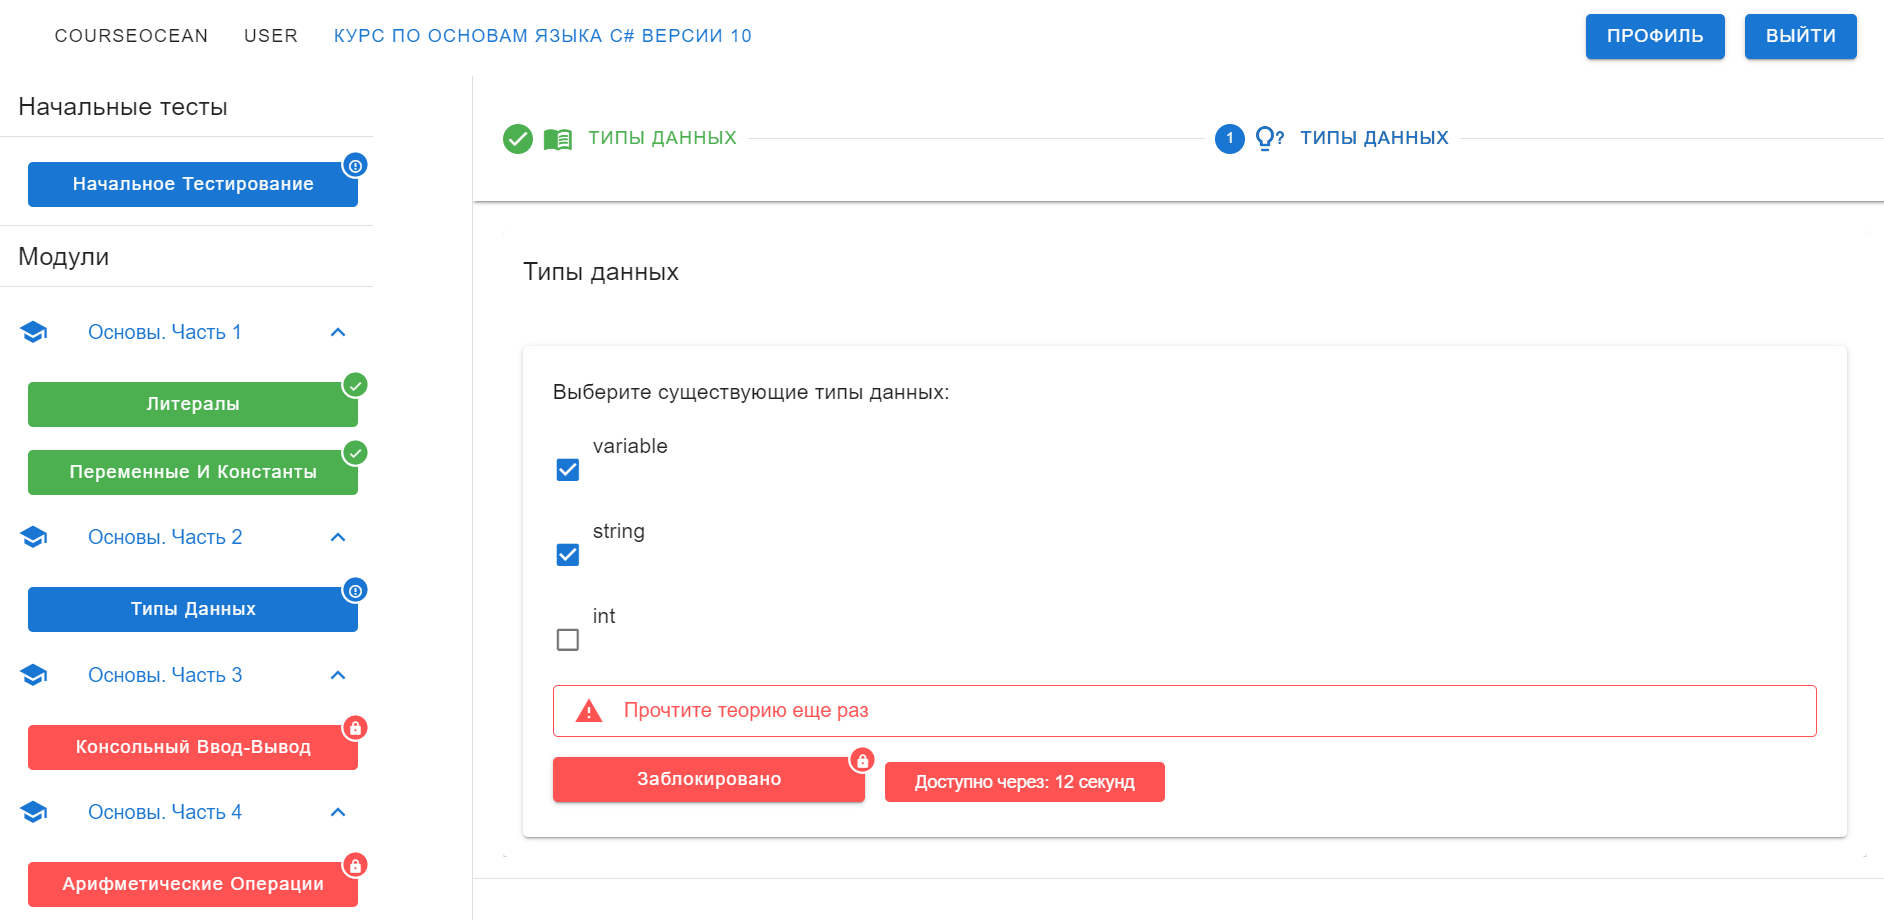 COURSEOCEAN USER КУРС ПО ОСНОВАМ ЯЗЫКА C# ВЕРСИИ 10 ПРОФИЛЬ ВЫЙТИ
Начальные тесты
Начальное Тестирование
Модули
Основы. Часть 1
Литералы
Переменные И Константы
Основы. Часть 2
Типы Данных
Основы. Часть 3
Консольный Ввод-Вывод
Основы. Часть 4
Арифметические Операции
ТИПЫ ДАННЫХ
1 ? ТИПЫ ДАННЫХ
Типы данных
Выберите существующие типы данных:
variable
string
int
Прочтите теорию еще раз
Заблокировано
Доступно через: 12 секунд